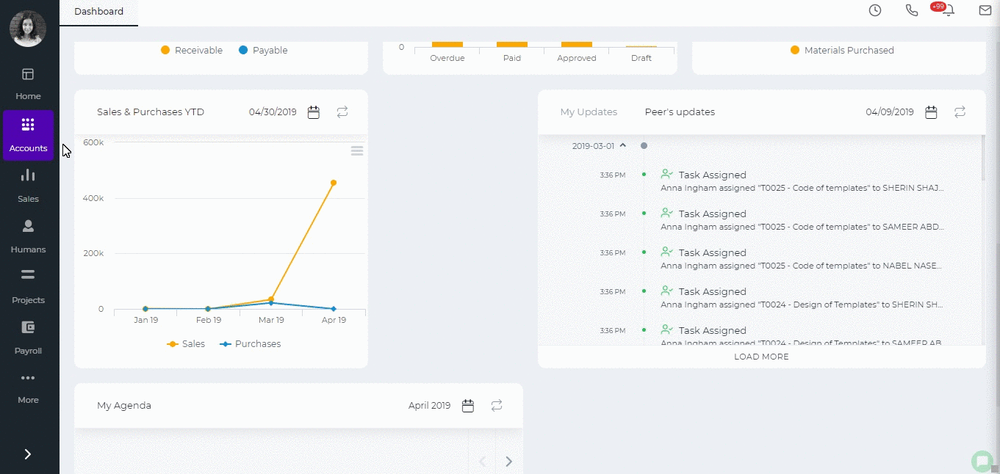 Dashboard
+99
Home
Accounts
Sales
Humans
Projects
Payroll
More
Receivable
Payable
0
Overdue
Paid
Approved
Draft
Materials Purchased
Sales & Purchases YTD
04/30/2019
600k
400k
200k
0
Jan 19
Feb 19
Mar 19
Apr 19
Sales
Purchases
My Updates
Peer's updates
04/09/2019
2019-03-01
3:36 PM
Task Assigned
Anna Ingham assigned "T0025 - Code of templates" to SHERIN SHAJ...
3:36 PM
Task Assigned
Anna Ingham assigned "T0025 - Code of templates" to SAMEER ABD...
3:36 PM
Task Assigned
Anna Ingham assigned "T0025 - Code of templates" to NABEL NASE...
3:36 PM
Task Assigned
Anna Ingham assigned "T0024 - Design of Templates" to SHERIN SH...
3:36 PM
Task Assigned
Anna Ingham assigned "T0024 - Design of Templates" to SAMEER AB...
LOAD MORE
My Agenda
April 2019